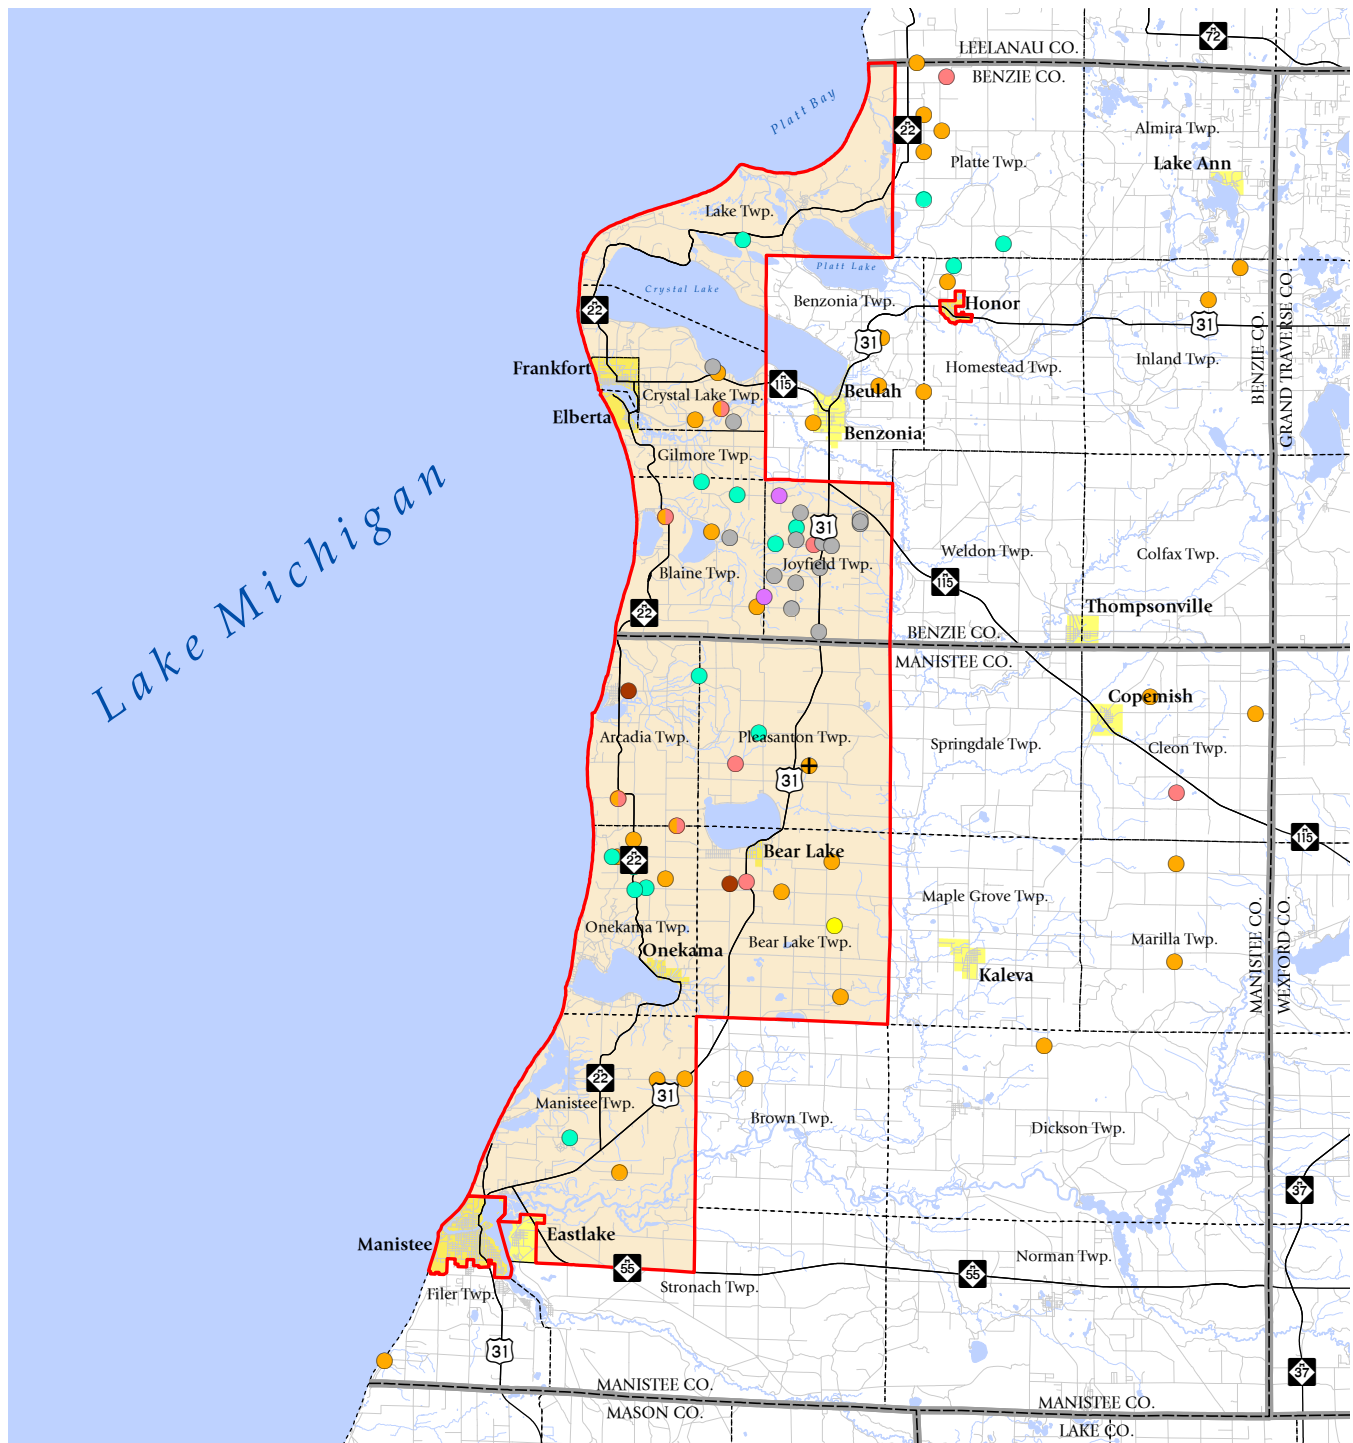 72
LEELANAU CO.
BENZIE CO.
Platt Bay
22
Almira Twp.
Platte Twp.
Lake Ann
Lake Twp.
Platt Lake
Crystal Lake
Benzonia Twp.
Honor
22
31
31
BENZIE CO.
GRAND TRAVERSE CO.
Inland Twp.
Homestead Twp.
Frankfort
115
Crystal Lake Twp.
Beulah
Elberta
Benzonia
Gilmore Twp.
Lake Michigan
31
Weldon Twp.
Colfax Twp.
Joyfield Twp.
Blaine Twp.
115
22
Thompsonville
BENZIE CO.
MANISTEE CO.
Copemish
Arcadia Twp.
Pleasanton Twp.
Springdale Twp.
Cleon Twp.
31
115
Bear Lake
22
Maple Grove Twp.
Onekama Twp.
Bear Lake Twp.
Marilla Twp.
MANISTEE CO.
WEXFORD CO.
Onekama
Kaleva
22
31
Manistee Twp.
Brown Twp.
Dickson Twp.
37
Eastlake
Manistee
Norman Twp.
55
55
Stronach Twp.
Filer Twp.
31
37
MANISTEE CO.
MASON CO.
MANISTEE CO.
LAKE CO.